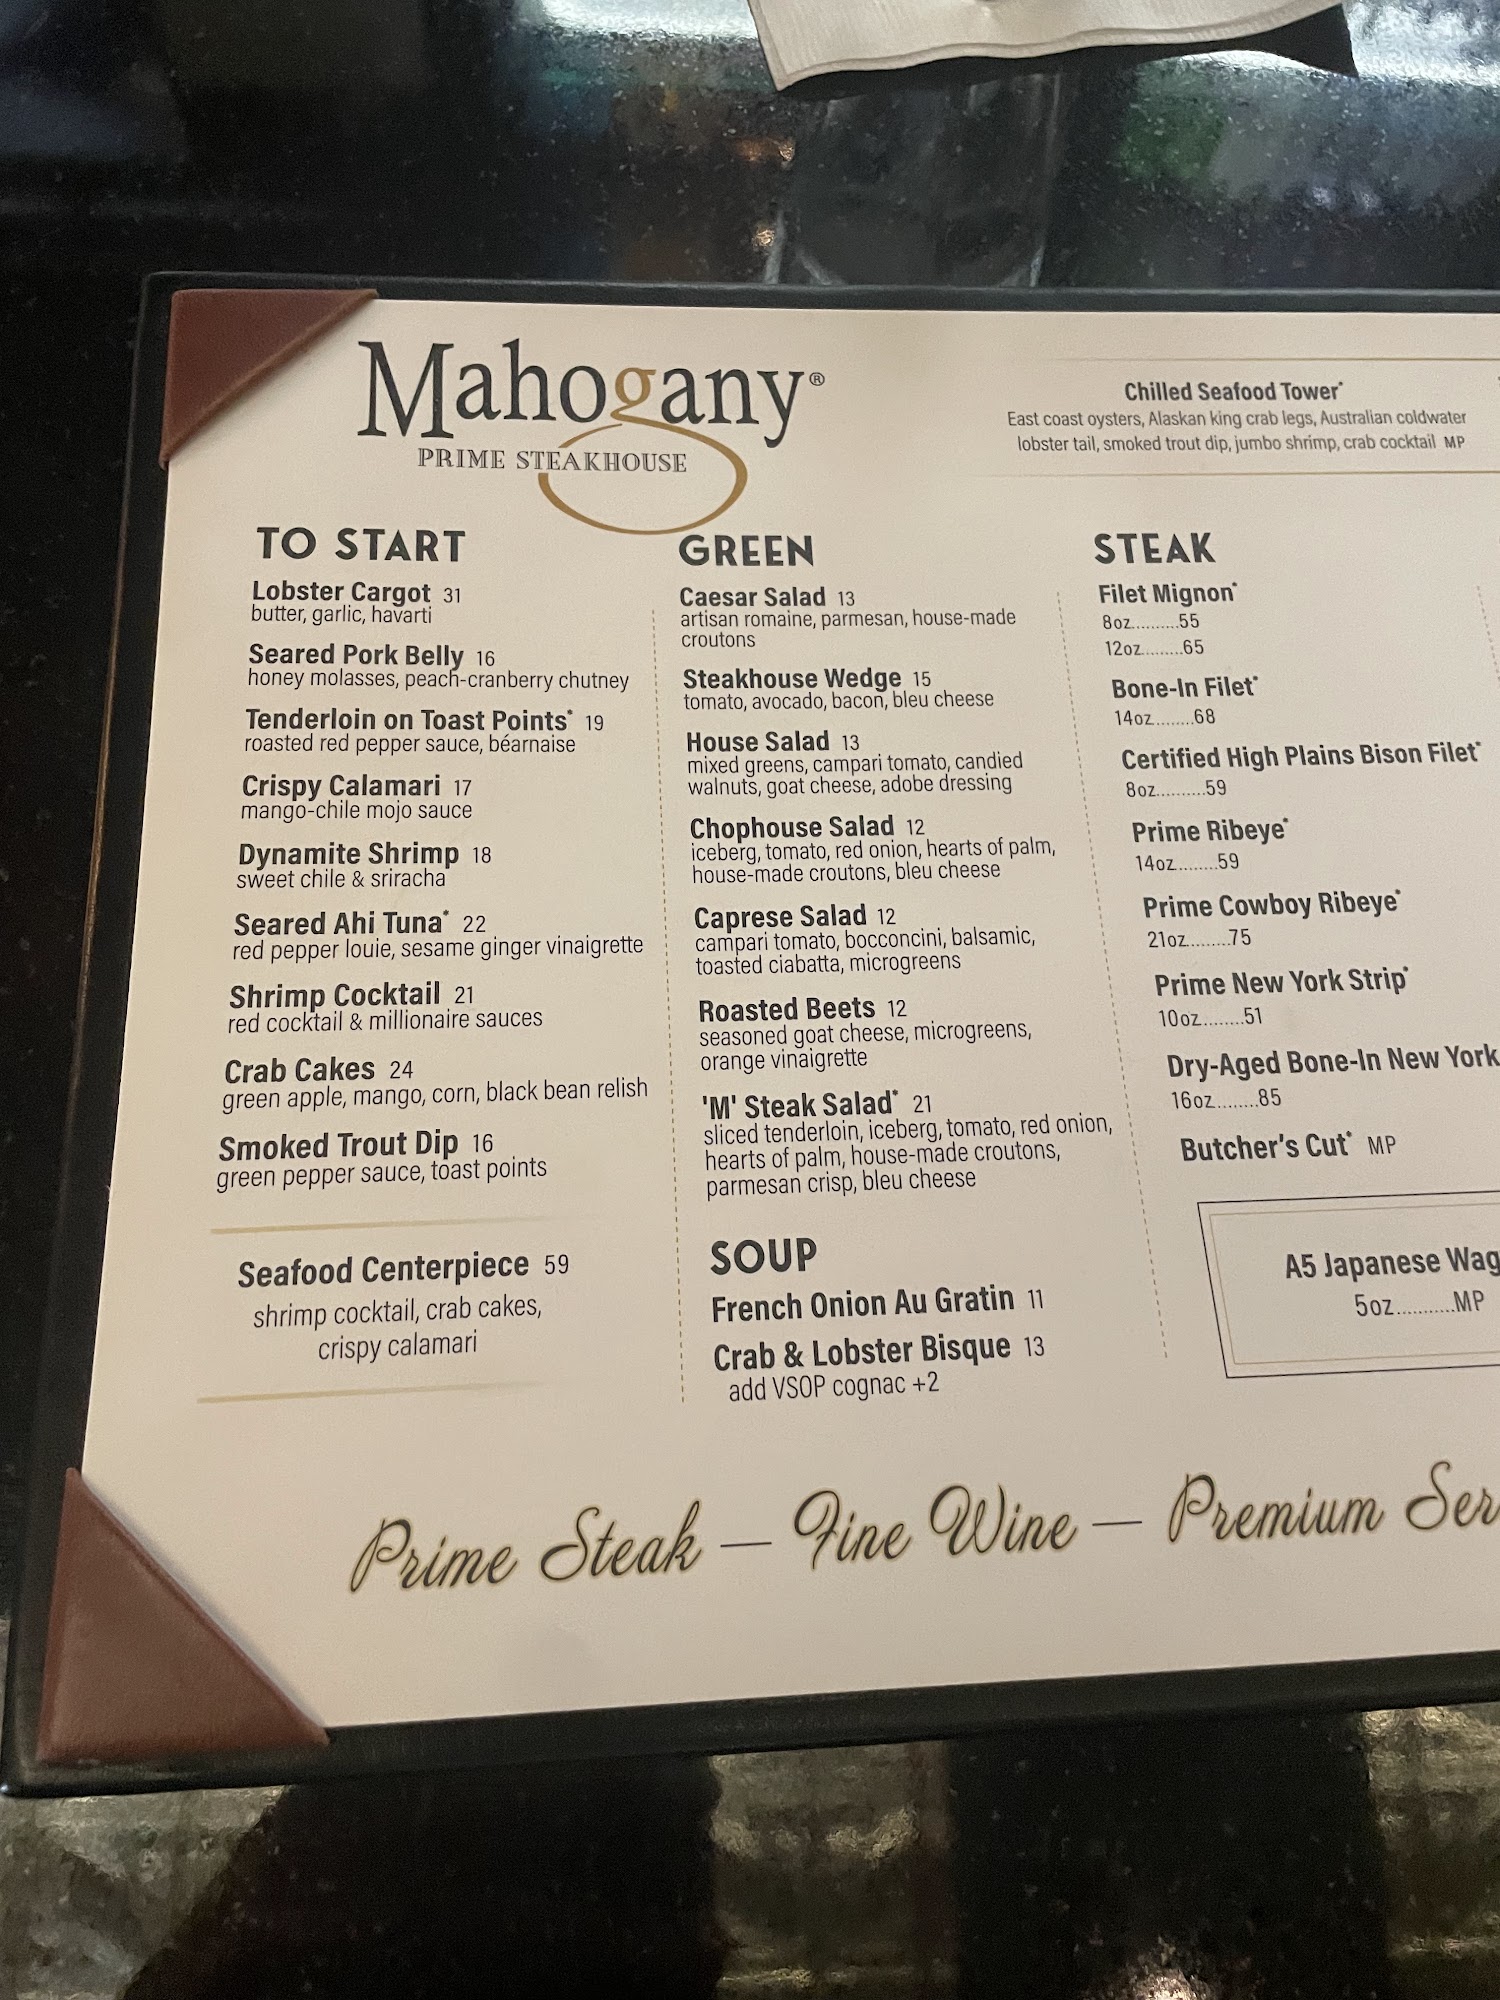 Mahogany®
PRIME STEAKHOUSE
Chilled Seafood Tower*
East coast oysters, Alaskan king crab legs, Australian coldwater
lobster tail, smoked trout dip, jumbo shrimp, crab cocktail MP
TO START
Lobster Cargot 31
butter, garlic, havarti
Seared Pork Belly 16
honey molasses, peach-cranberry chutney
Tenderloin on Toast Points* 19
roasted red pepper sauce, béarnaise
Crispy Calamari 17
mango-chile mojo sauce
Dynamite Shrimp 18
sweet chile & sriracha
Seared Ahi Tuna* 22
red pepper louie, sesame ginger vinaigrette
Shrimp Cocktail 21
red cocktail & millionaire sauces
Crab Cakes 24
green apple, mango, corn, black bean relish
Smoked Trout Dip 16
green pepper sauce, toast points
Seafood Centerpiece 59
shrimp cocktail, crab cakes,
crispy calamari
GREEN
Caesar Salad 13
artisan romaine, parmesan, house-made
croutons
Steakhouse Wedge 15
tomato, avocado, bacon, bleu cheese
House Salad 13
mixed greens, campari tomato, candied
walnuts, goat cheese, adobe dressing
Chophouse Salad 12
iceberg, tomato, red onion, hearts of palm,
house-made croutons, bleu cheese
Caprese Salad 12
campari tomato, bocconcini, balsamic,
toasted ciabatta, microgreens
Roasted Beets 12
seasoned goat cheese, microgreens,
orange vinaigrette
'M' Steak Salad* 21
sliced tenderloin, iceberg, tomato, red onion,
hearts of palm, house-made croutons,
parmesan crisp, bleu cheese
SOUP
French Onion Au Gratin 11
Crab & Lobster Bisque 13
add VSOP cognac +2
STEAK
Filet Mignon*
8oz..........55
12oz.........65
Bone-In Filet*
14oz.........68
Certified High Plains Bison Filet*
8oz..........59
Prime Ribeye*
14oz.........59
Prime Cowboy Ribeye*
21oz.........75
Prime New York Strip*
10oz.........51
Dry-Aged Bone-In New York
16oz.........85
Butcher's Cut* MP
A5 Japanese Wag
5oz...........MP
Prime Steak — Fine Wine — Premium Ser